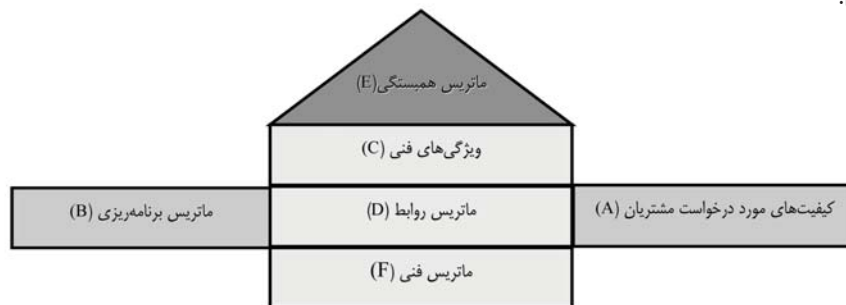 ماتریس همبستگی(E)
ویژگی‌های فنی (C)
کیفیت‌های مورد درخواست مشتریان (A)
ماتریس روابط (D)
ماتریس برنامه‌ریزی (B)
ماتریس فنی (F)